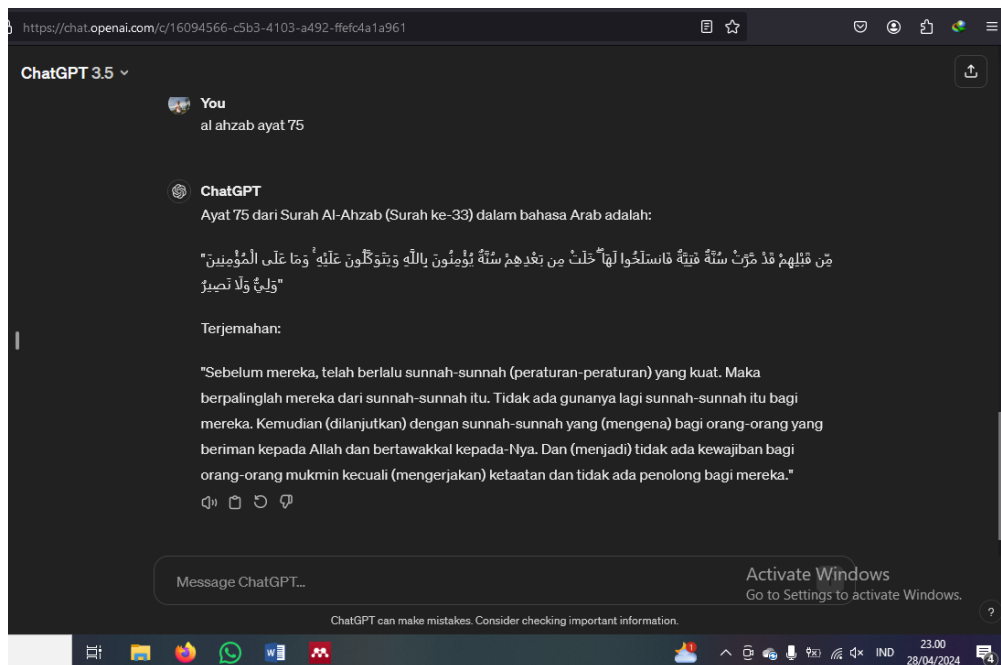 https://chat.openai.com/c/16094566-c5b3-4103-a492-ffefc4a1a961
ChatGPT 3.5
You
al ahzab ayat 75
ChatGPT
Ayat 75 dari Surah Al-Ahzab (Surah ke-33) dalam bahasa Arab adalah:
"مِّن قَبْلِهِمْ قَدْ مَّرَّتْ سُنَّةٌ قَتِيَّةٌ فَانسَلَخُوا لَهَا ۖ خَلَتْ مِن بَعْدِهِمْ سُنَّةٌ يُؤْمِنُونَ بِاللَّهِ وَيَتَوَكَّلُونَ عَلَيْهِ ۚ وَمَا عَلَى الْمُؤْمِنِينَ
وَلِيٌّ وَلَا نَصِيرٌ"
Terjemahan:
"Sebelum mereka, telah berlalu sunnah-sunnah (peraturan-peraturan) yang kuat. Maka
berpalinglah mereka dari sunnah-sunnah itu. Tidak ada gunanya lagi sunnah-sunnah itu bagi
mereka. Kemudian (dilanjutkan) dengan sunnah-sunnah yang (mengena) bagi orang-orang yang
beriman kepada Allah dan bertawakkal kepada-Nya. Dan (menjadi) tidak ada kewajiban bagi
orang-orang mukmin kecuali (mengerjakan) ketaatan dan tidak ada penolong bagi mereka."
Message ChatGPT...
Activate Windows
Go to Settings to activate Windows.
ChatGPT can make mistakes. Consider checking important information.
?
IND
23.00
28/04/2024
4